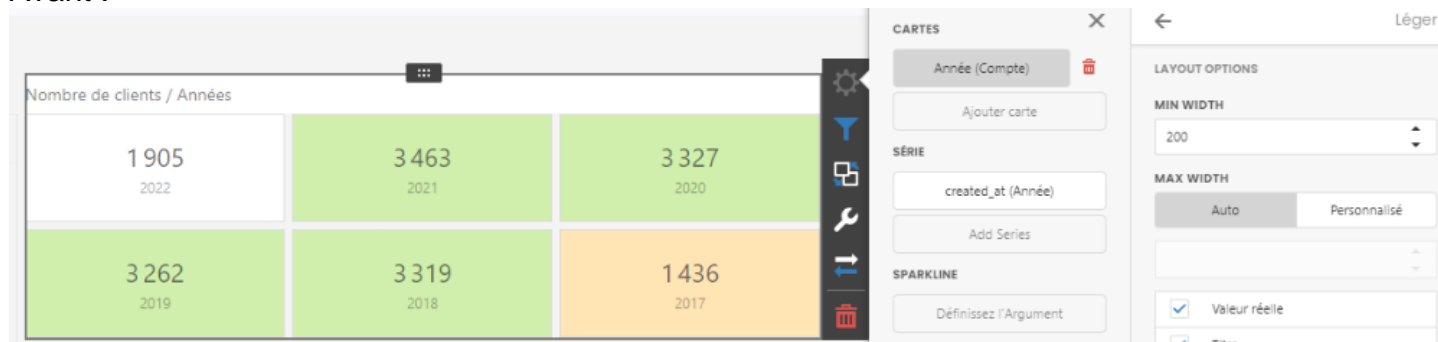 Nombre de clients / Années
1 905
2022
3 463
2021
3 327
2020
3 262
2019
3 319
2018
1 436
2017
CARTES
Année (Compte)
Ajouter carte
SÉRIE
created_at (Année)
Add Series
SPARKLINE
Définissez l'Argument
Léger
LAYOUT OPTIONS
MIN WIDTH
200
MAX WIDTH
Auto
Personnalisé
Valeur réelle